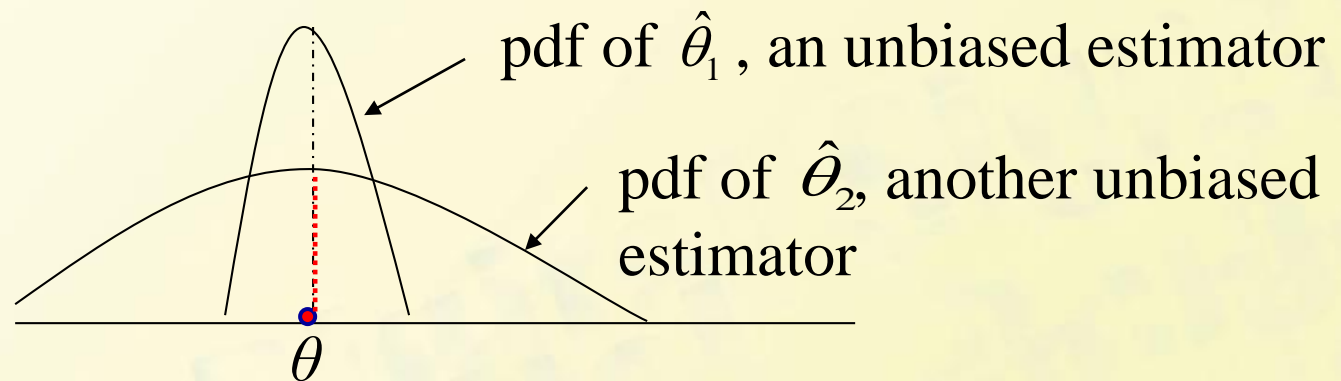 pdf of θ̂₁ , an unbiased estimator
pdf of θ̂₂, another unbiased
estimator
θ